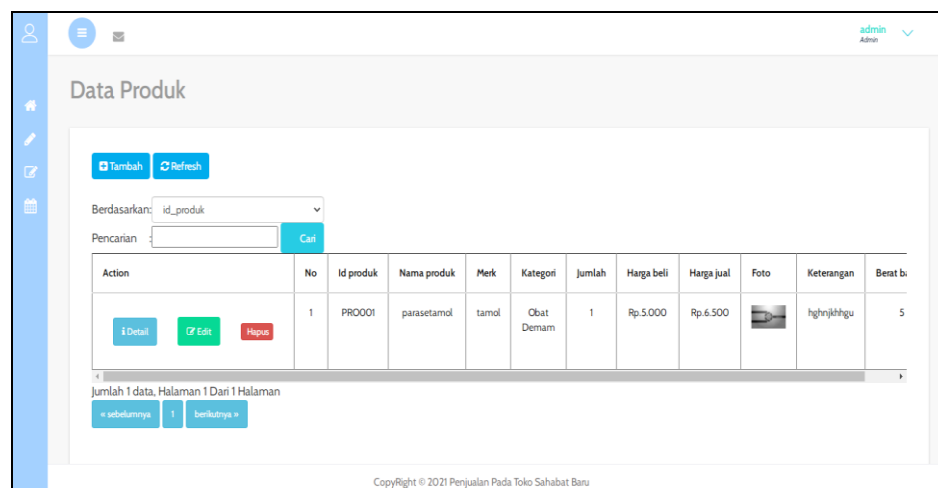 admin
Admin
Data Produk
Tambah Refresh
Berdasarkan: id_produk
Pencarian : Cari
Action No Id produk Nama produk Merk Kategori Jumlah Harga beli Harga jual Foto Keterangan Berat ba
Detail Edit Hapus 1 PRO001 parasetamol tamol Obat Demam 1 Rp.5.000 Rp.6.500 hghnjkhhgu 5
Jumlah 1 data, Halaman 1 Dari 1 Halaman
« sebelumnya 1 berikutnya »
CopyRight © 2021 Penjualan Pada Toko Sahabat Baru